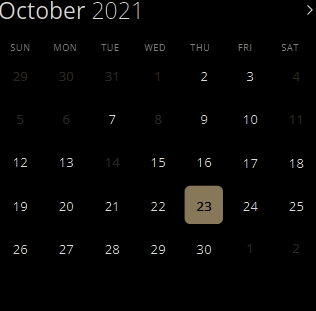 October 2021 >
SUN MON TUE WED THU FRI SAT
29 30 31 1 2 3 4
5 6 7 8 9 10 11
12 13 14 15 16 17 18
19 20 21 22 23 24 25
26 27 28 29 30 1 2